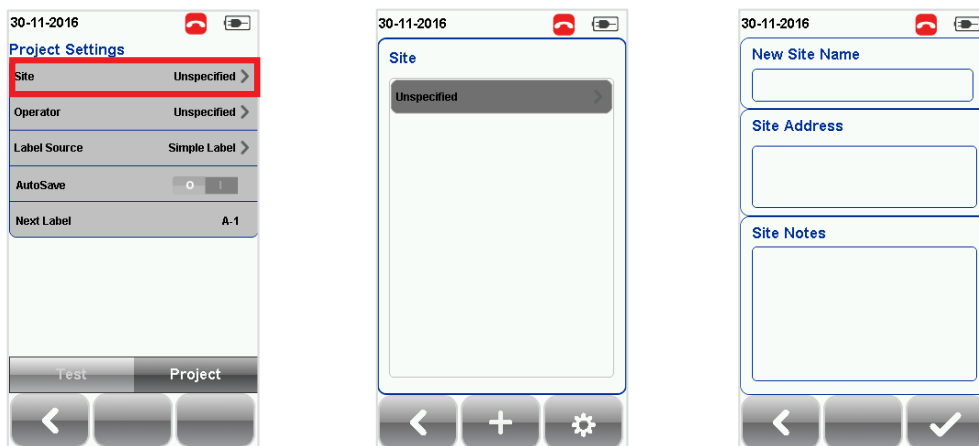 30-11-2016
Project Settings
Site Unspecified
Operator Unspecified
Label Source Simple Label
AutoSave O I
Next Label A-1
Test Project
30-11-2016
Site
Unspecified
30-11-2016
New Site Name
Site Address
Site Notes